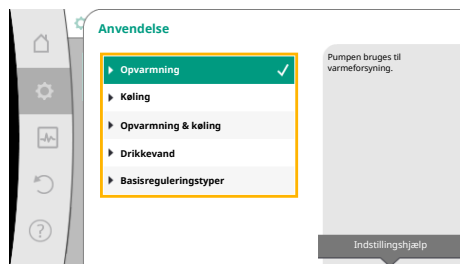 Anvendelse
Opvarmning
Køling
Opvarmning & køling
Drikkevand
Basisreguleringstyper
Pumpen bruges til
varmeforsyning.
Indstillingshjælp
?